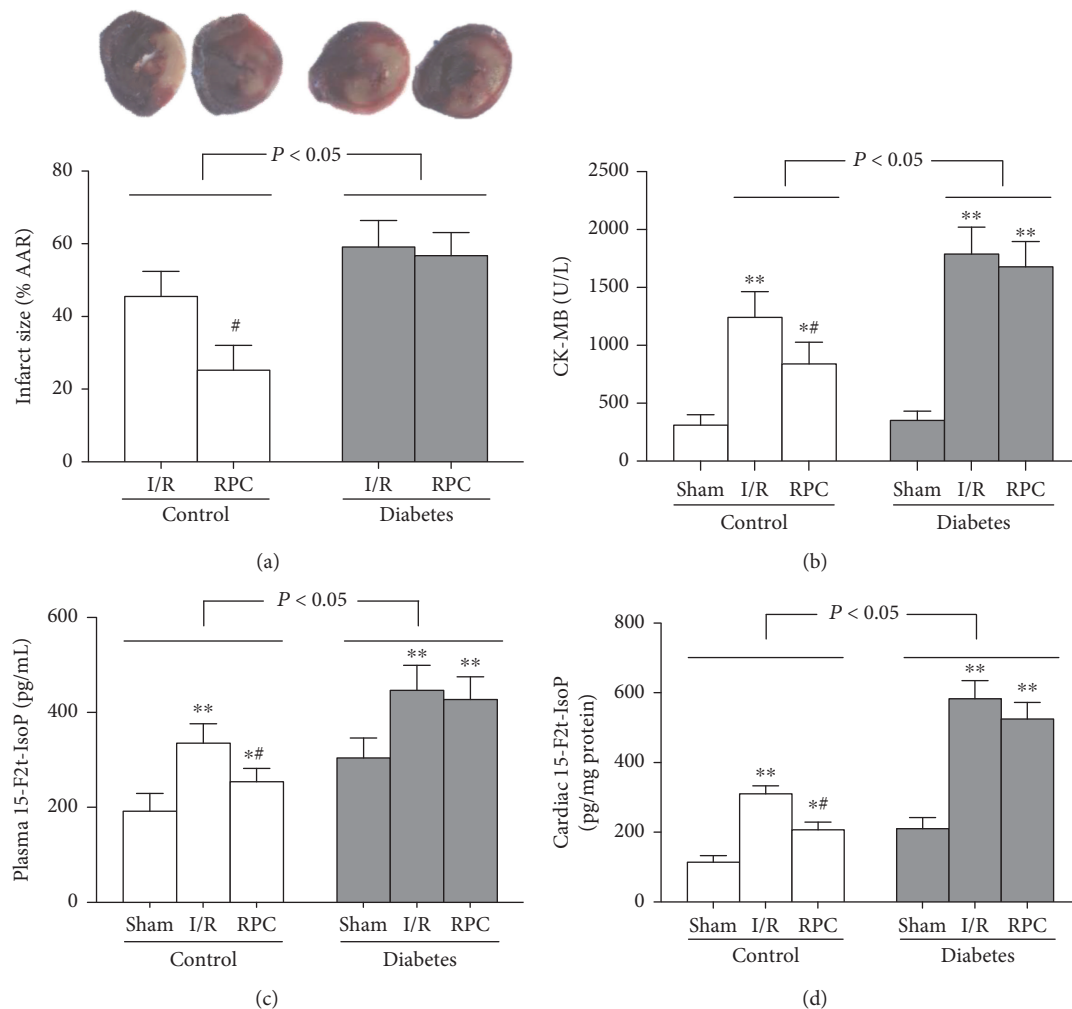 P < 0.05
80
60
40
20
0
Infarct size (% AAR)
#
I/R RPC I/R RPC
Control Diabetes
(a)
P < 0.05
2500
2000
1500
1000
500
0
CK-MB (U/L)
** *# ** **
Sham I/R RPC Sham I/R RPC
Control Diabetes
(b)
P < 0.05
600
400
200
0
Plasma 15-F2t-IsoP (pg/mL)
** *# ** **
Sham I/R RPC Sham I/R RPC
Control Diabetes
(c)
P < 0.05
800
600
400
200
0
Cardiac 15-F2t-IsoP
(pg/mg protein)
** *# ** **
Sham I/R RPC Sham I/R RPC
Control Diabetes
(d)